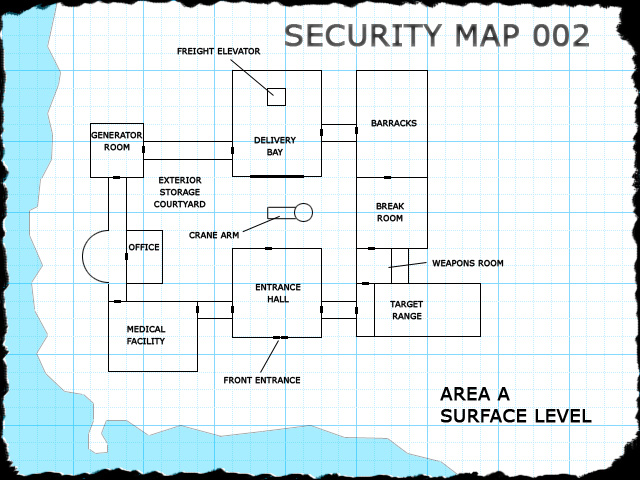 SECURITY MAP 002
FREIGHT ELEVATOR
GENERATOR
ROOM
DELIVERY
BAY
BARRACKS
EXTERIOR
STORAGE
COURTYARD
BREAK
ROOM
CRANE ARM
OFFICE
WEAPONS ROOM
ENTRANCE
HALL
TARGET
RANGE
MEDICAL
FACILITY
FRONT ENTRANCE
AREA A
SURFACE LEVEL